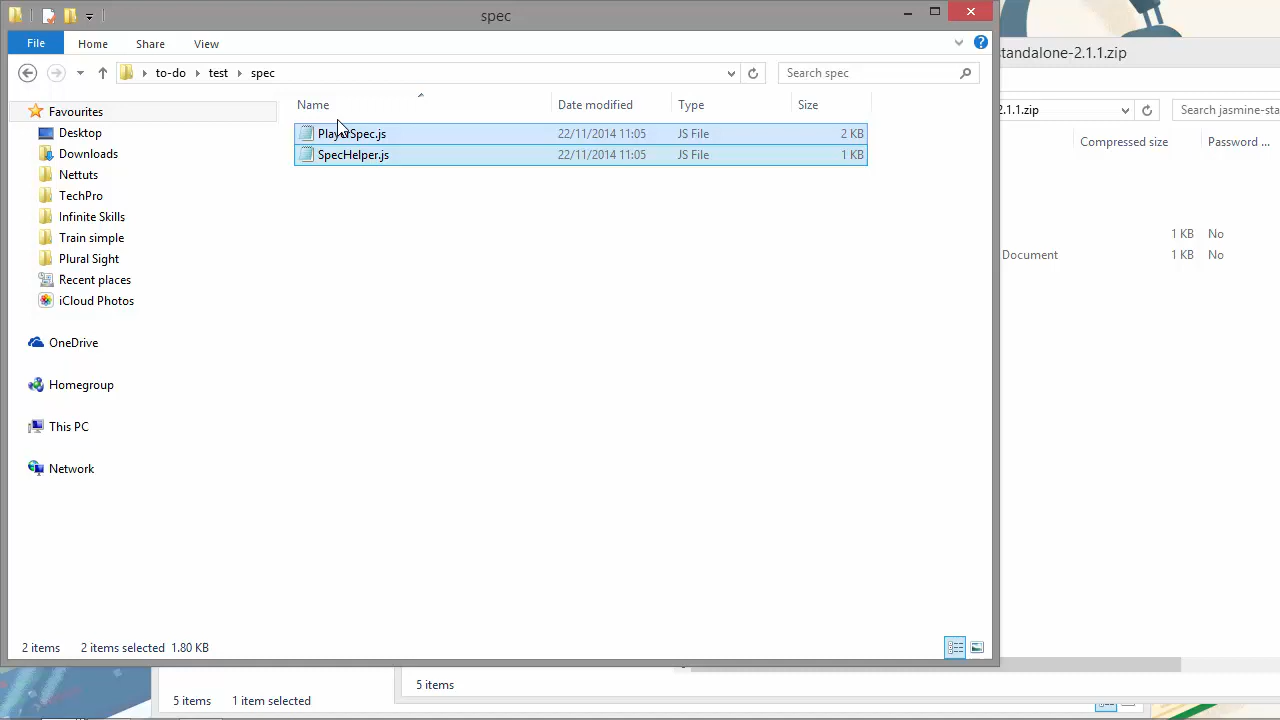 spec
File Home Share View
to-do test spec
Search spec
Favourites
Desktop
Downloads
Nettuts
TechPro
Infinite Skills
Train simple
Plural Sight
Recent places
iCloud Photos
OneDrive
Homegroup
This PC
Network
Name Date modified Type Size
PlayerSpec.js 22/11/2014 11:05 JS File 2 KB
SpecHelper.js 22/11/2014 11:05 JS File 1 KB
2 items 2 items selected 1.80 KB
tandalone-2.1.1.zip
2.1.1.zip
Search jasmine-sta
Compressed size Password ...
1 KB No
Document 1 KB No
5 items 1 item selected
5 items